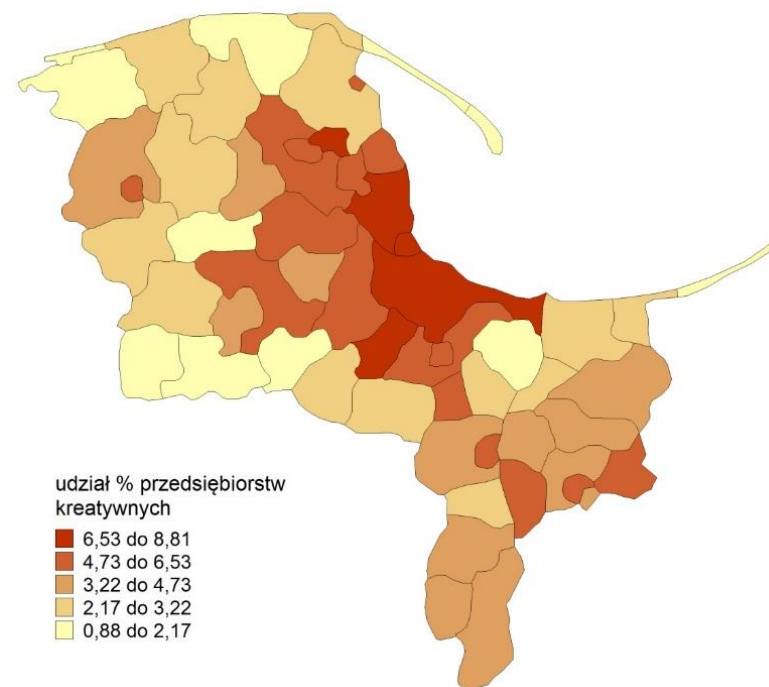 udział % przedsiębiorstw
kreatywnych
6,53 do 8,81
4,73 do 6,53
3,22 do 4,73
2,17 do 3,22
0,88 do 2,17